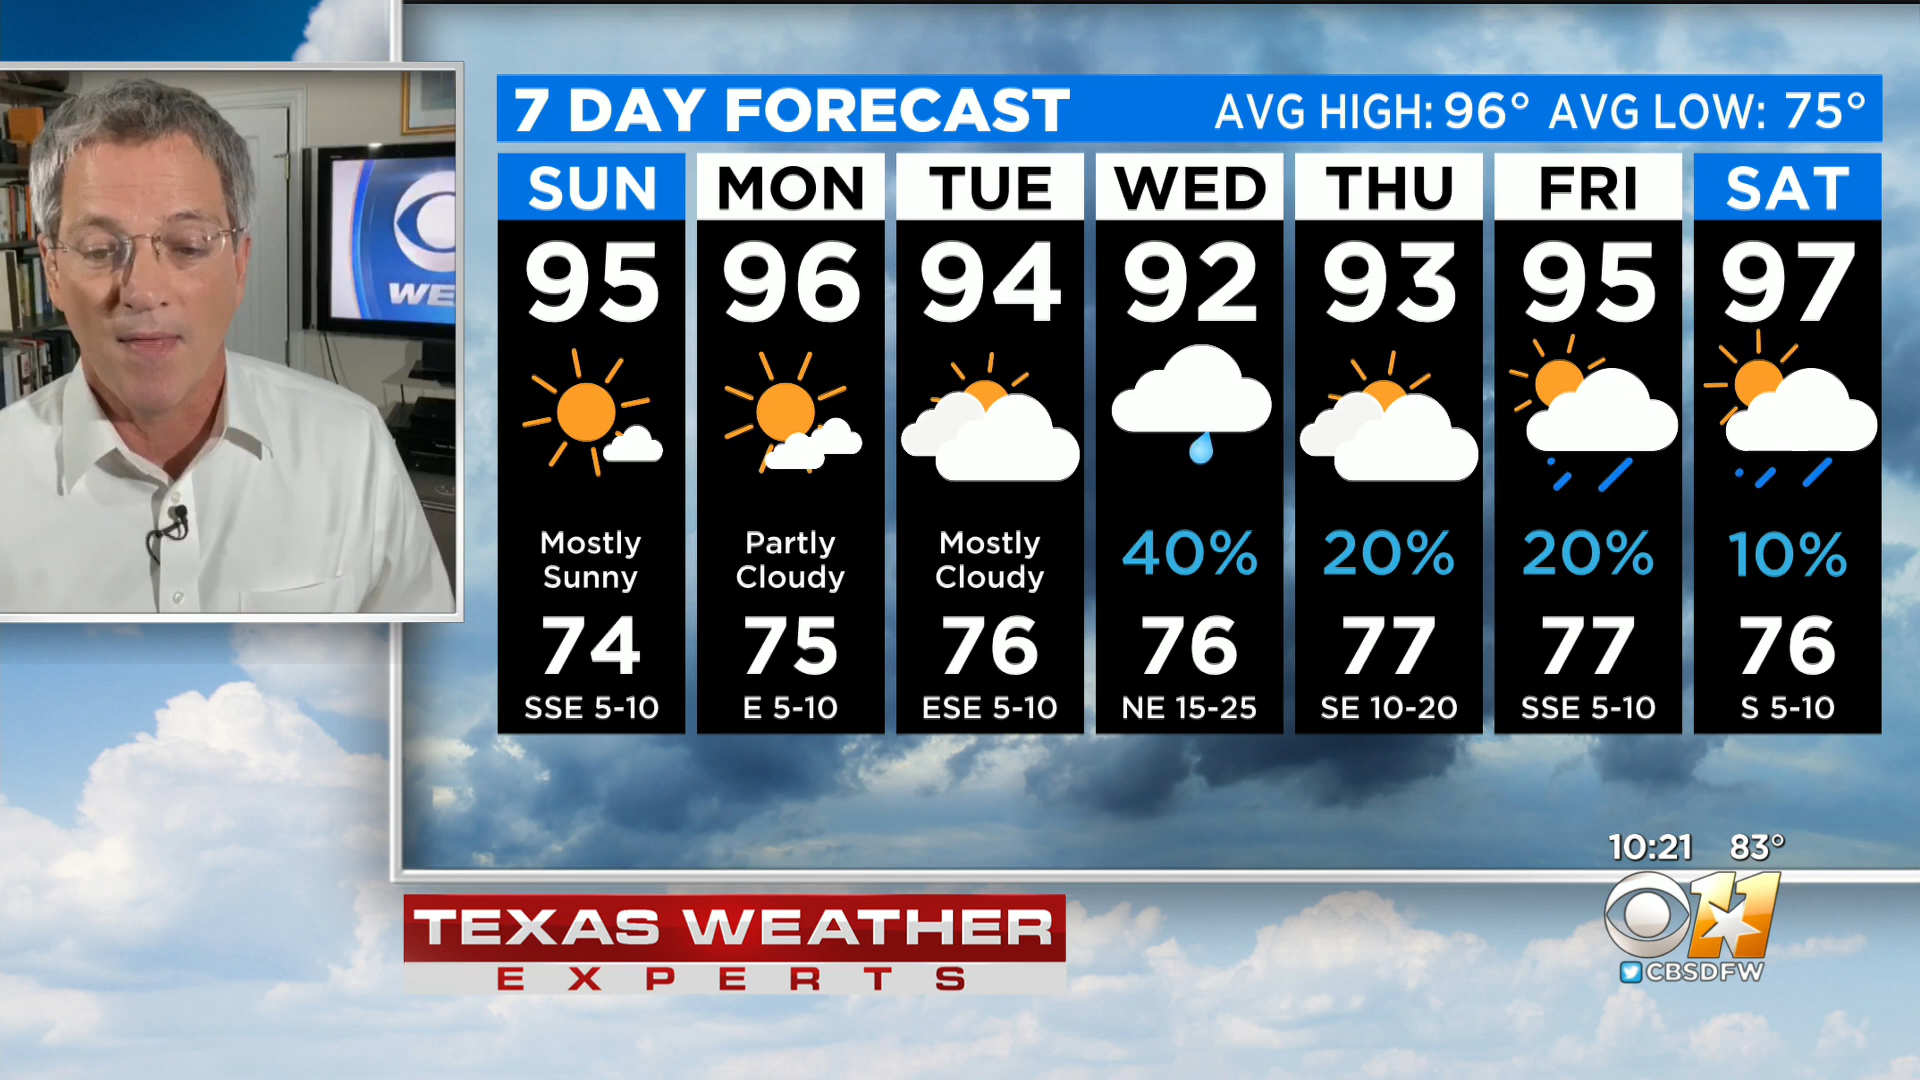 7 DAY FORECAST AVG HIGH: 96° AVG LOW: 75°
SUN MON TUE WED THU FRI SAT
95 96 94 92 93 95 97
Mostly Sunny
Partly Cloudy
Mostly Cloudy
40% 20% 20% 10%
74 75 76 76 77 77 76
SSE 5-10 E 5-10 ESE 5-10 NE 15-25 SE 10-20 SSE 5-10 S 5-10
WE
10:21 83°
11
CBSDFW
TEXAS WEATHER
EXPERTS